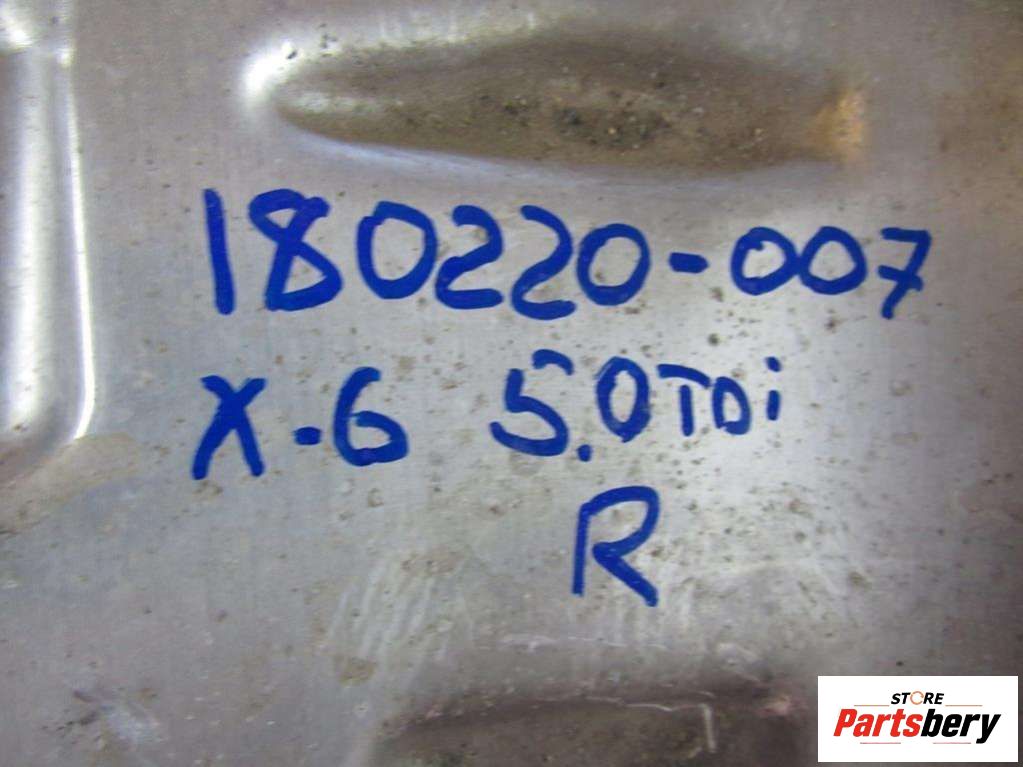 180220-007
X-6 5.0TDi
R
STORE
Partsbery